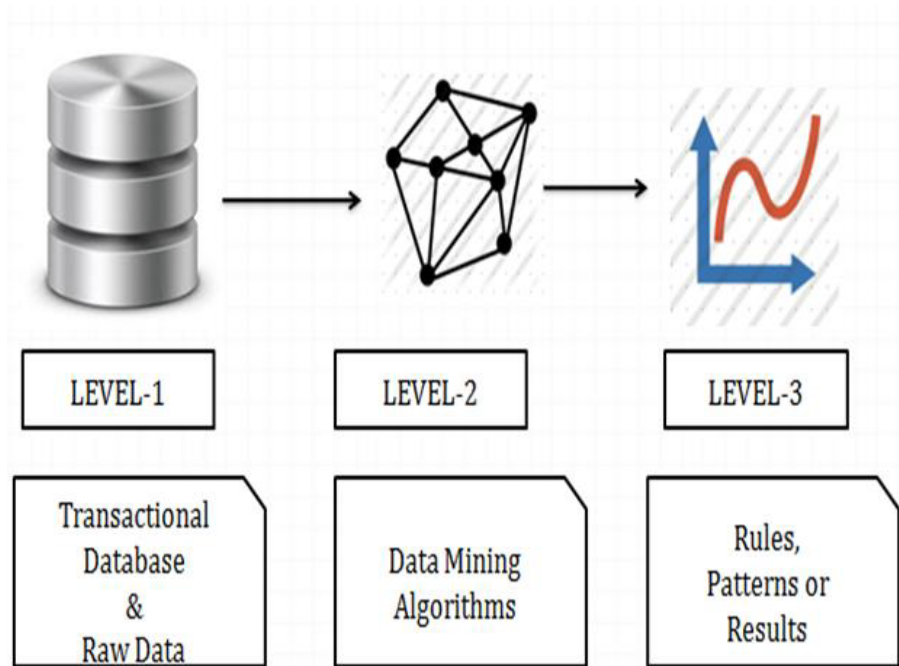 LEVEL-1
LEVEL-2
LEVEL-3
Transactional
Database
&
Raw Data
Data Mining
Algorithms
Rules,
Patterns or
Results